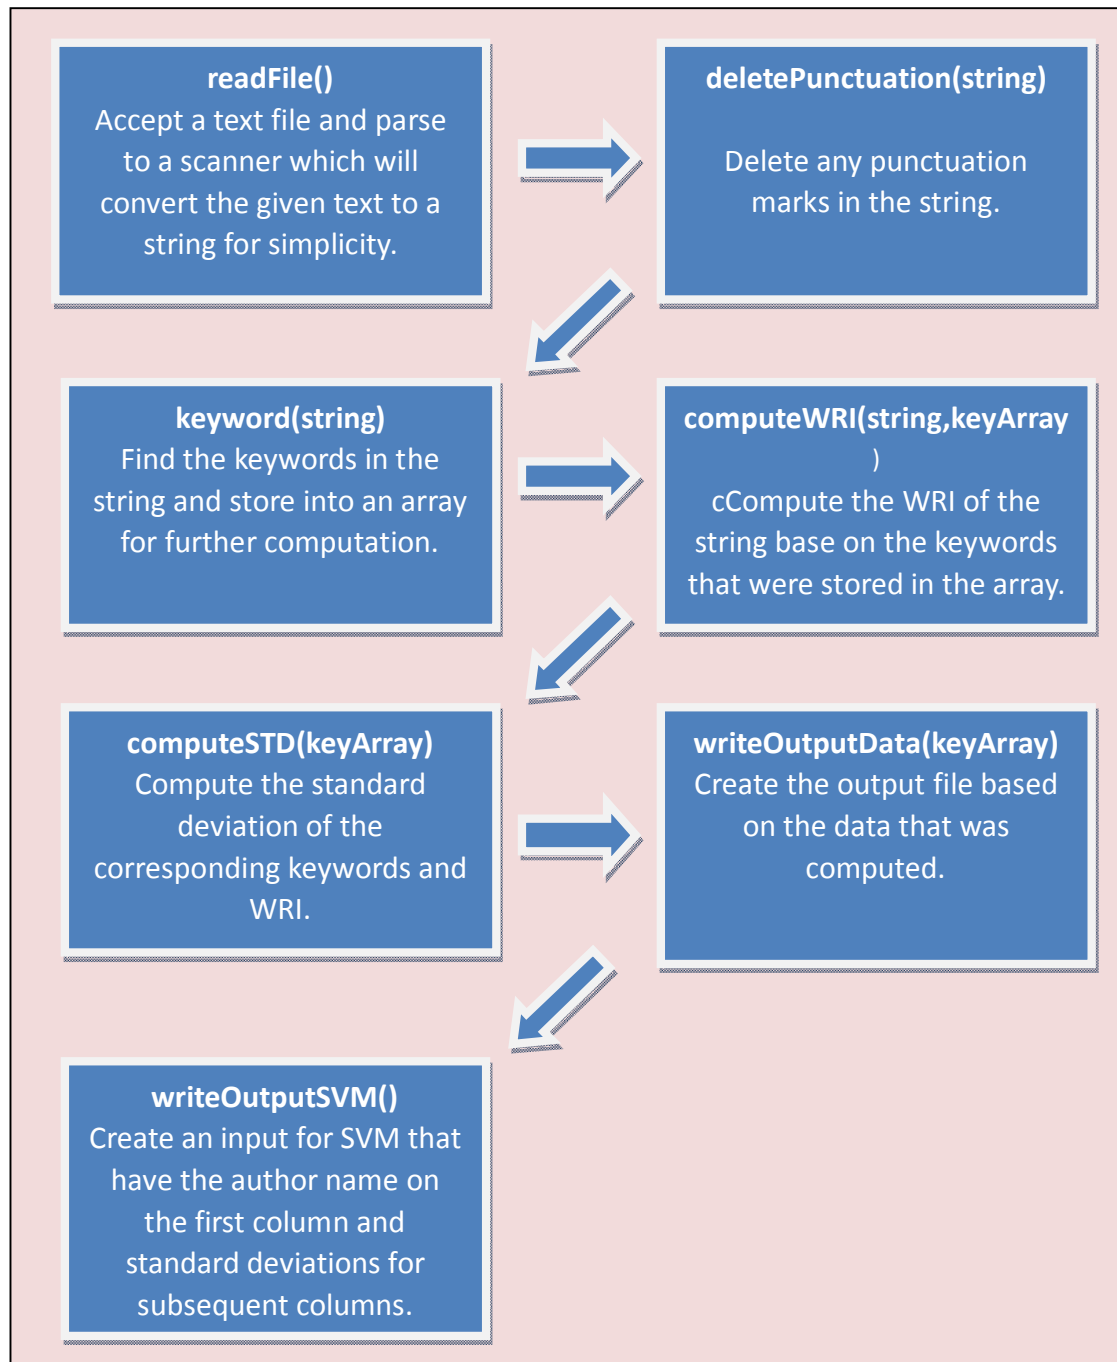 readFile()
Accept a text file and parse
to a scanner which will
convert the given text to a
string for simplicity.
deletePunctuation(string)
Delete any punctuation
marks in the string.
keyword(string)
Find the keywords in the
string and store into an array
for further computation.
computeWRI(string,keyArray
)
cCompute the WRI of the
string base on the keywords
that were stored in the array.
computeSTD(keyArray)
Compute the standard
deviation of the
corresponding keywords and
WRI.
writeOutputData(keyArray)
Create the output file based
on the data that was
computed.
writeOutputSVM()
Create an input for SVM that
have the author name on
the first column and
standard deviations for
subsequent columns.